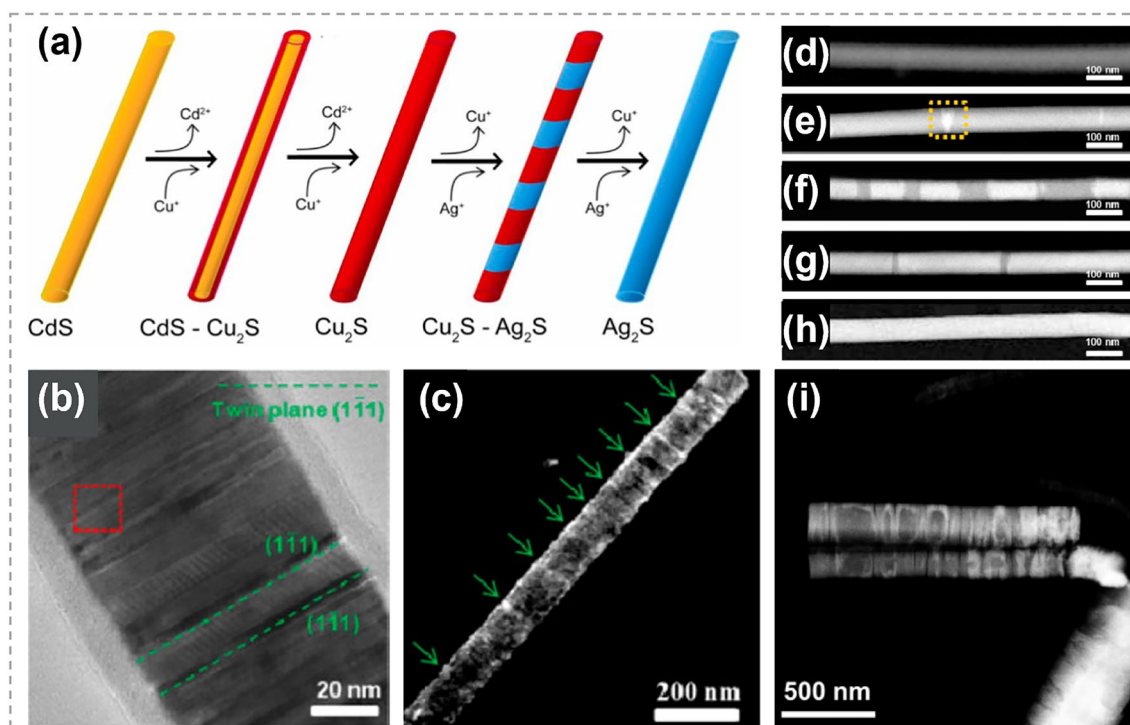 (a)
Cd²⁺
Cd²⁺
Cu⁺
Cu⁺
Cu⁺
Cu⁺
Ag⁺
Ag⁺
CdS
CdS - Cu₂S
Cu₂S
Cu₂S - Ag₂S
Ag₂S
(d)
100 nm
(e)
100 nm
(f)
100 nm
(g)
100 nm
(h)
100 nm
(b)
Twin plane (11̄1)
(111)
(11̄1)
20 nm
(c)
200 nm
(i)
500 nm